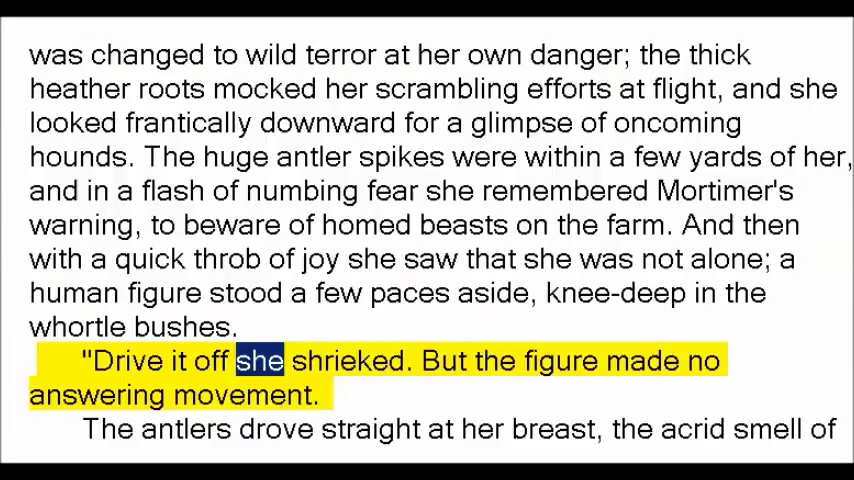 was changed to wild terror at her own danger; the thick
heather roots mocked her scrambling efforts at flight, and she
looked frantically downward for a glimpse of oncoming
hounds. The huge antler spikes were within a few yards of her,
and in a flash of numbing fear she remembered Mortimer's
warning, to beware of homed beasts on the farm. And then
with a quick throb of joy she saw that she was not alone; a
human figure stood a few paces aside, knee-deep in the
whortle bushes.
"Drive it off she shrieked. But the figure made no
answering movement.
The antlers drove straight at her breast, the acrid smell of